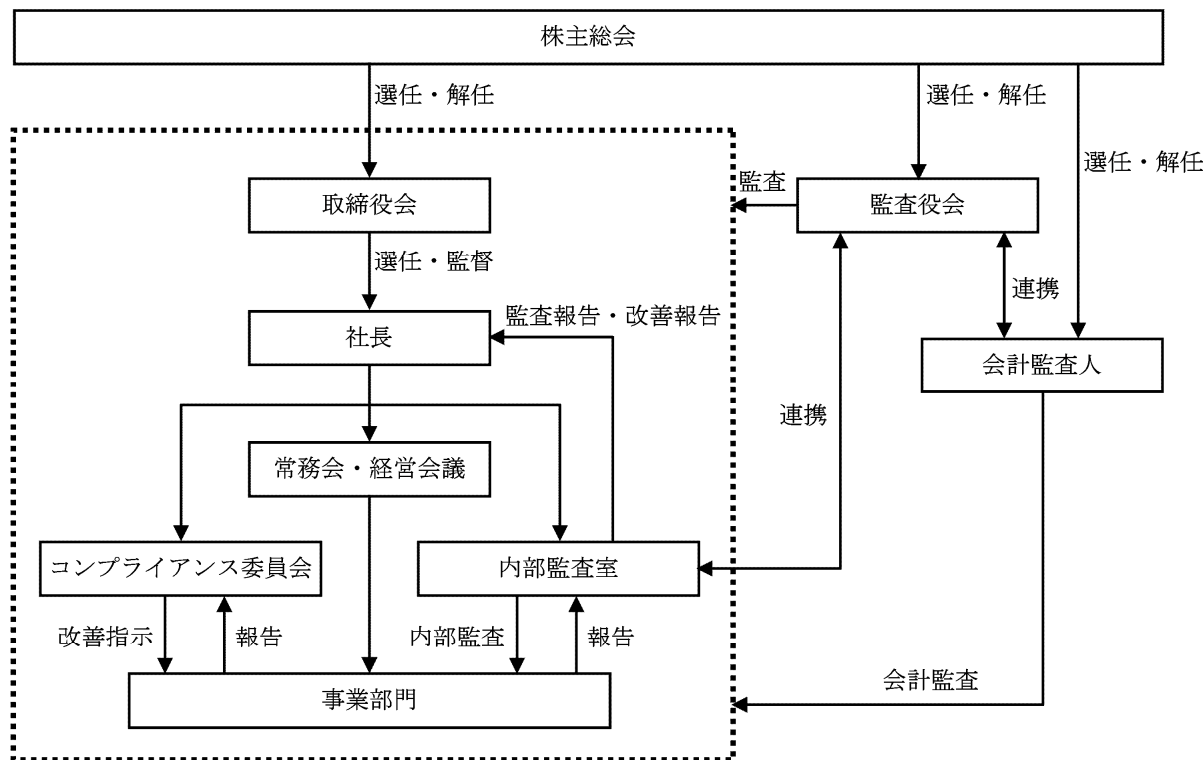 株主総会
選任・解任
選任・解任
選任・解任
監査
取締役会
監査役会
選任・監督
連携
監査報告・改善報告
社長
会計監査人
連携
常務会・経営会議
コンプライアンス委員会
内部監査室
改善指示
報告
内部監査
報告
会計監査
事業部門